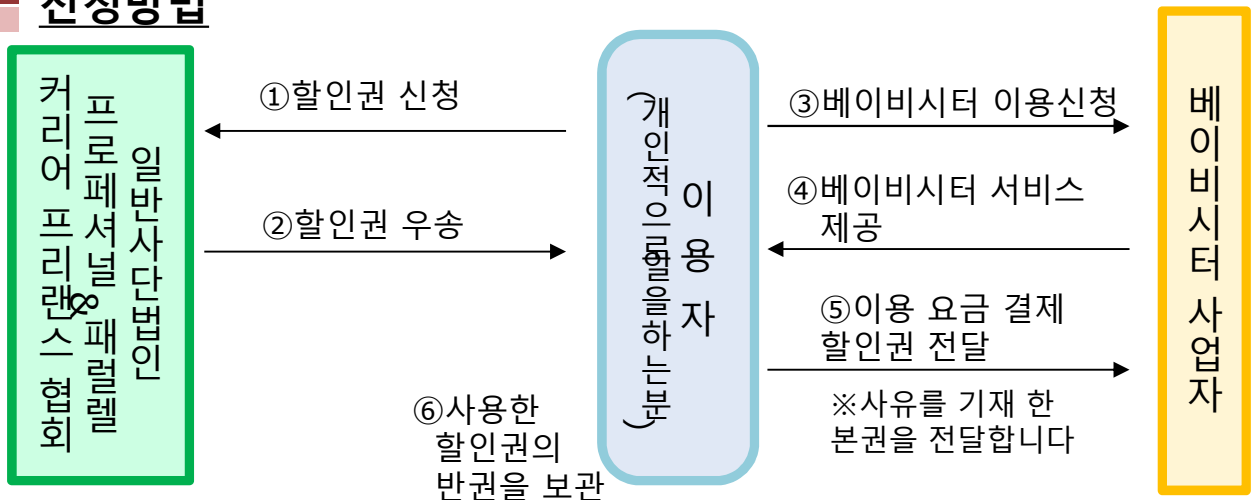 신청방법
일반사단법인
프로페셔널 &패럴렐
커리어 프리랜스 협회
①할인권 신청
②할인권 우송
이용자
(개인적으로일을하는분)
③베이비시터 이용신청
④베이비시터 서비스
제공
⑤이용 요금 결제
할인권 전달
※사유를 기재 한
본권을 전달합니다
⑥사용한
할인권의
반권을 보관
베이비시터 사업자